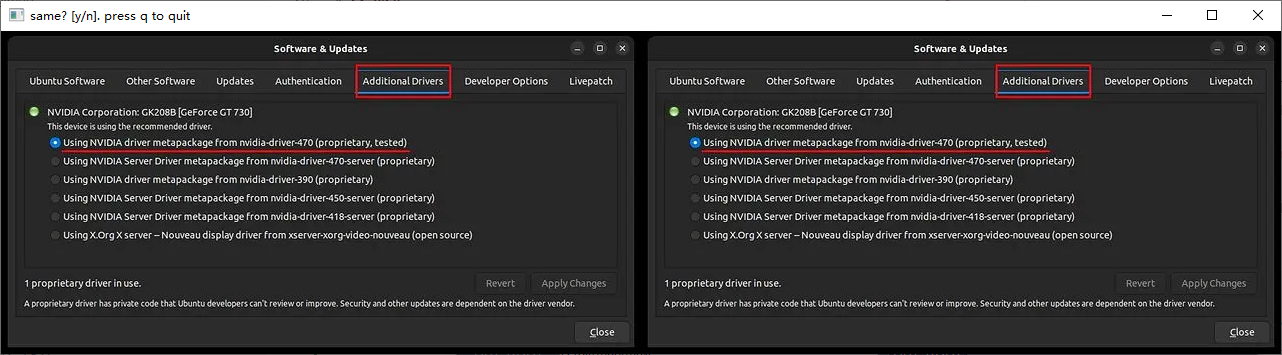 same? [y/n]. press q to quit
Software & Updates
Ubuntu Software Other Software Updates Authentication Additional Drivers Developer Options Livepatch
NVIDIA Corporation: GK208B [GeForce GT 730]
This device is using the recommended driver.
Using NVIDIA driver metapackage from nvidia-driver-470 (proprietary, tested)
Using NVIDIA Server Driver metapackage from nvidia-driver-470-server (proprietary)
Using NVIDIA driver metapackage from nvidia-driver-390 (proprietary)
Using NVIDIA Server Driver metapackage from nvidia-driver-450-server (proprietary)
Using NVIDIA Server Driver metapackage from nvidia-driver-418-server (proprietary)
Using X.Org X server -- Nouveau display driver from xserver-xorg-video-nouveau (open source)
1 proprietary driver in use.
Revert Apply Changes
A proprietary driver has private code that Ubuntu developers can't review or improve. Security and other updates are dependent on the driver vendor.
Close
Software & Updates
Ubuntu Software Other Software Updates Authentication Additional Drivers Developer Options Livepatch
NVIDIA Corporation: GK208B [GeForce GT 730]
This device is using the recommended driver.
Using NVIDIA driver metapackage from nvidia-driver-470 (proprietary, tested)
Using NVIDIA Server Driver metapackage from nvidia-driver-470-server (proprietary)
Using NVIDIA driver metapackage from nvidia-driver-390 (proprietary)
Using NVIDIA Server Driver metapackage from nvidia-driver-450-server (proprietary)
Using NVIDIA Server Driver metapackage from nvidia-driver-418-server (proprietary)
Using X.Org X server -- Nouveau display driver from xserver-xorg-video-nouveau (open source)
1 proprietary driver in use.
Revert Apply Changes
A proprietary driver has private code that Ubuntu developers can't review or improve. Security and other updates are dependent on the driver vendor.
Close